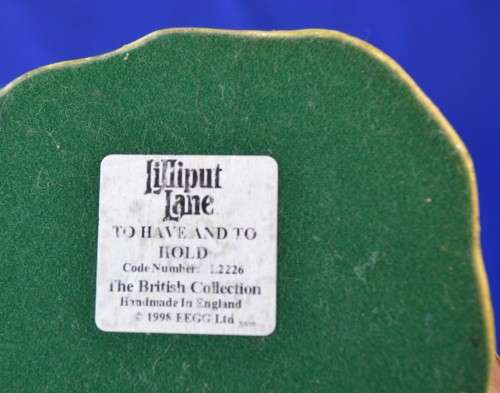 Lilliput
Lane
TO HAVE AND TO
HOLD
Code Number: L2226
The British Collection
Handmade In England
© 1998 EEGG Ltd